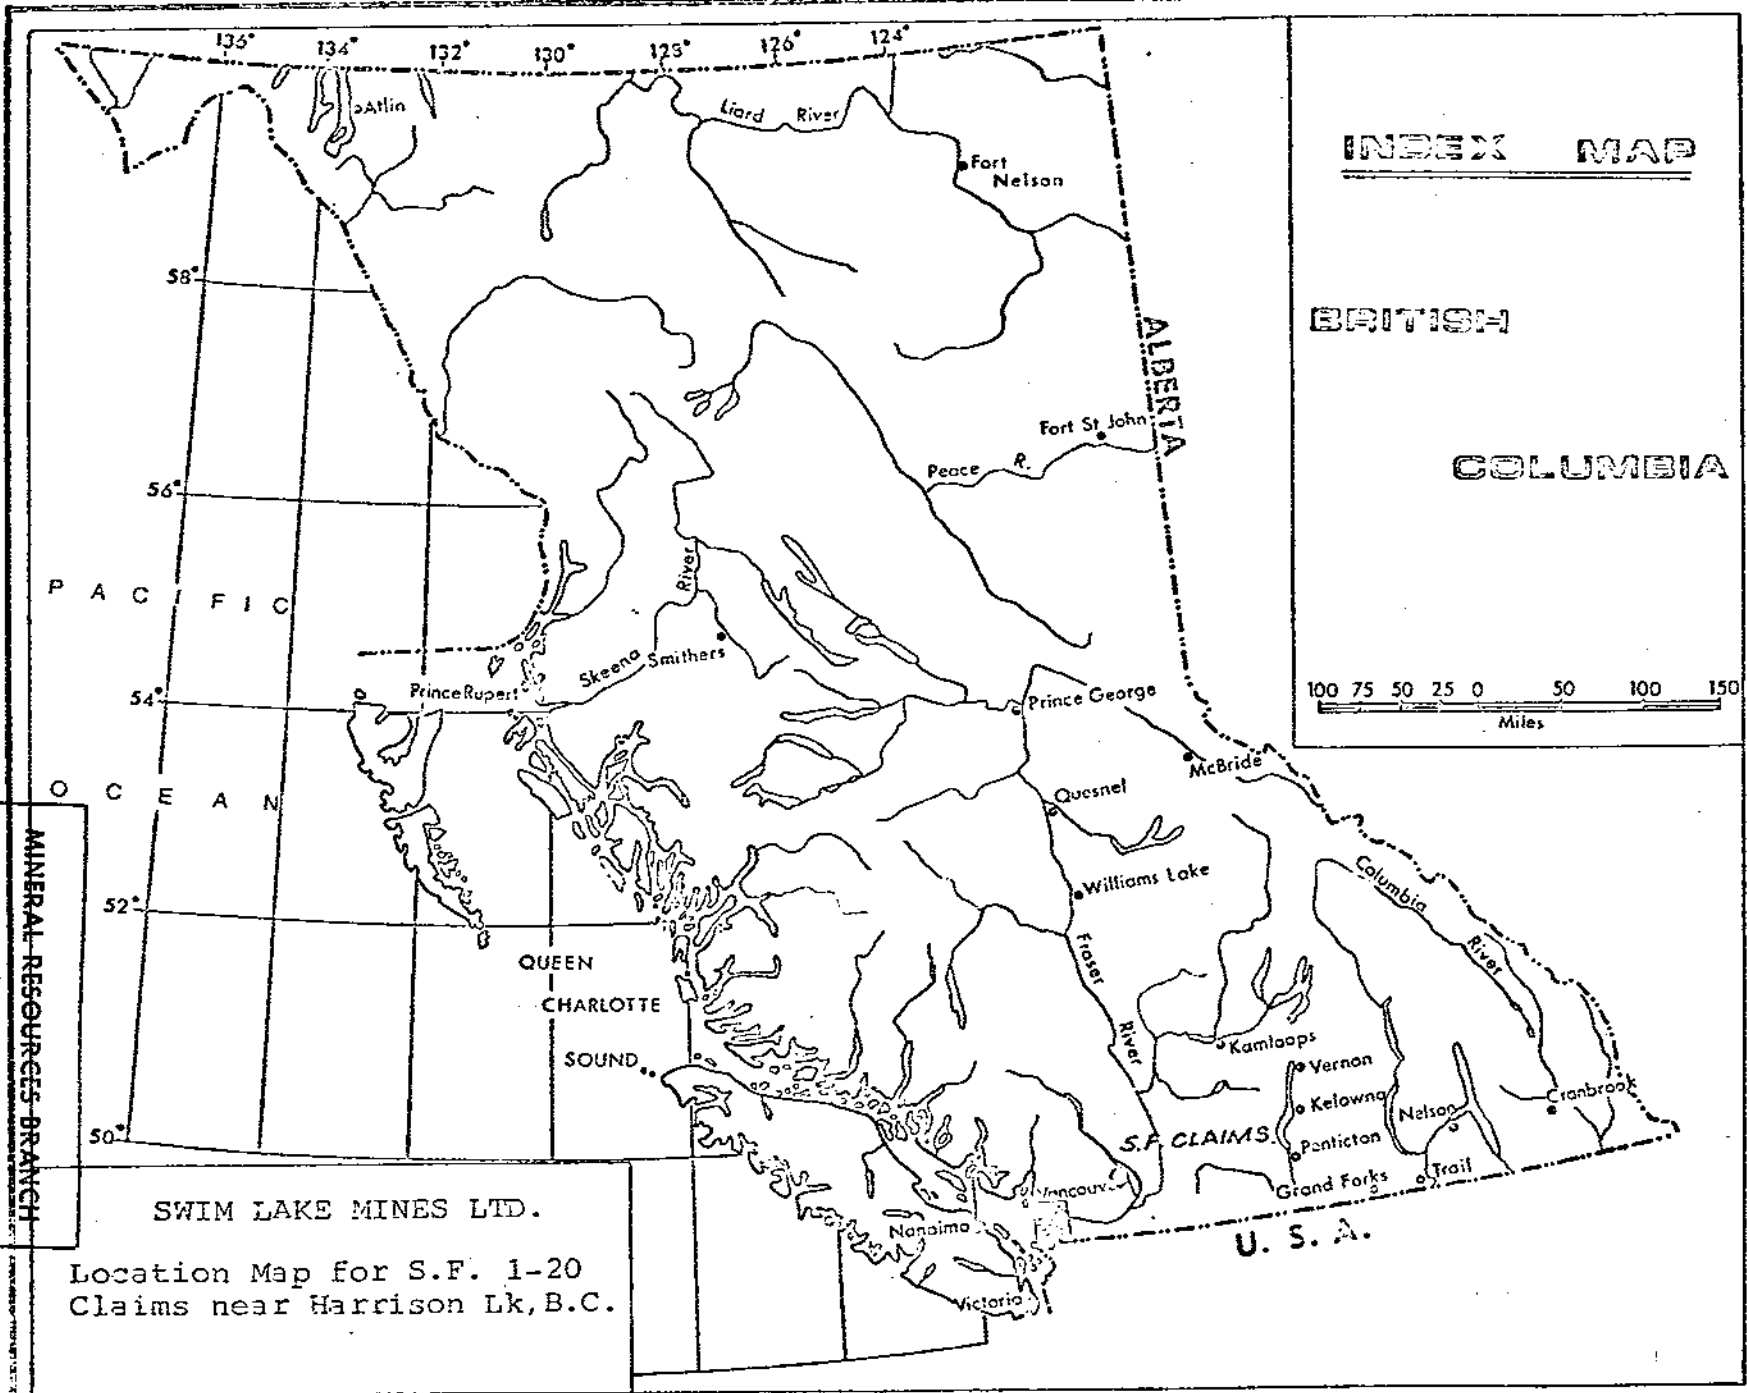 136° 134° 132° 130° 128° 126° 124°
Atlin
Liard River
Fort
Nelson
INDEX MAP
58°
BRITISH
ALBERTA
Fort St John
Peace R.
COLUMBIA
56°
PACIFIC
River
Skeena
Smithers
54°
Prince Rupert
Prince George
100 75 50 25 0 50 100 150
Miles
McBride
OCEAN
Quesnel
MINERAL RESOURCES BRANCH
Williams Lake
Columbia
River
52°
Fraser
River
QUEEN
CHARLOTTE
SOUND
Kamloops
Vernon
Kelowna
Nelson
Cranbrook
50°
S.F. CLAIMS
Penticton
Grand Forks
Trail
Vancouv
Nanaimo
U. S. A.
Victoria
SWIM LAKE MINES LTD.
Location Map for S.F. 1-20
Claims near Harrison Lk,B.C.